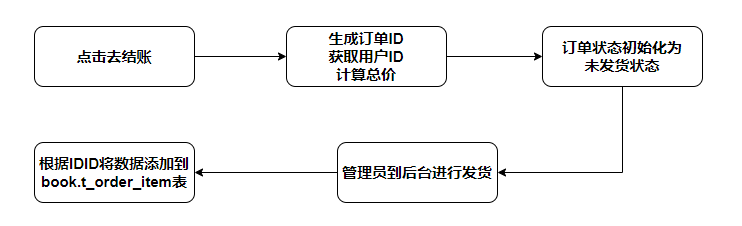 点击去结账
生成订单ID
获取用户ID
计算总价
订单状态初始化为
未发货状态
管理员到后台进行发货
根据IDID将数据添加到
book.t_order_item表